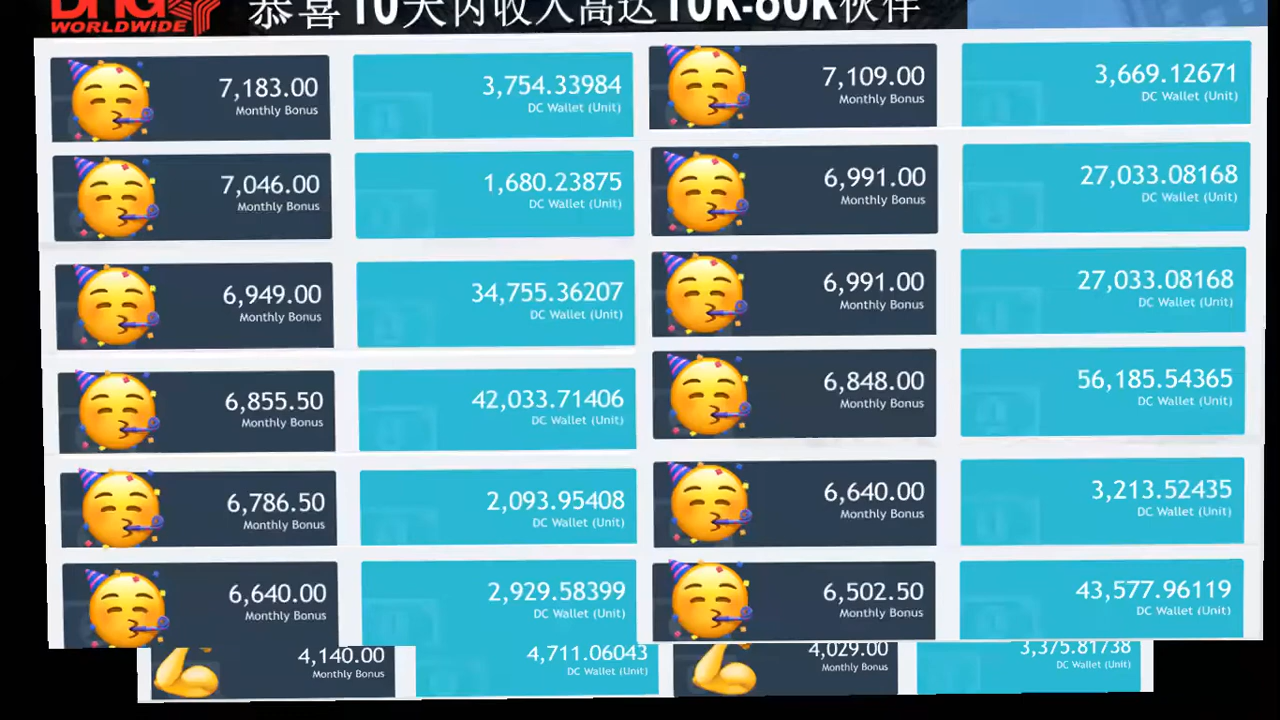 DHG
WORLDWIDE
恭喜10天内收入高达10K-80K伙伴
7,183.00
Monthly Bonus
3,754.33984
DC Wallet (Unit)
7,109.00
Monthly Bonus
3,669.12671
DC Wallet (Unit)
7,046.00
Monthly Bonus
1,680.23875
DC Wallet (Unit)
6,991.00
Monthly Bonus
27,033.08168
DC Wallet (Unit)
6,949.00
Monthly Bonus
34,755.36207
DC Wallet (Unit)
6,991.00
Monthly Bonus
27,033.08168
DC Wallet (Unit)
6,855.50
Monthly Bonus
42,033.71406
DC Wallet (Unit)
6,848.00
Monthly Bonus
56,185.54365
DC Wallet (Unit)
6,786.50
Monthly Bonus
2,093.95408
DC Wallet (Unit)
6,640.00
Monthly Bonus
3,213.52435
DC Wallet (Unit)
6,640.00
Monthly Bonus
2,929.58399
DC Wallet (Unit)
6,502.50
Monthly Bonus
43,577.96119
DC Wallet (Unit)
4,140.00
Monthly Bonus
4,711.06043
DC Wallet (Unit)
4,029.00
Monthly Bonus
3,375.81738
DC Wallet (Unit)